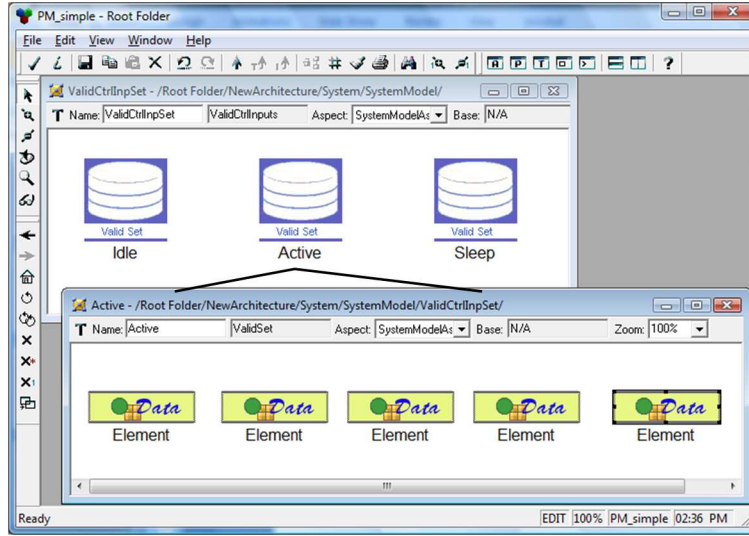 PM_simple - Root Folder
File Edit View Window Help
A P T ?
ValidCtrlInpSet - /Root Folder/NewArchitecture/System/SystemModel/
T Name: ValidCtrlInpSet ValidCtrlInputs Aspect: SystemModelAs Base: N/A
Valid Set Valid Set Valid Set
Idle Active Sleep
Active - /Root Folder/NewArchitecture/System/SystemModel/ValidCtrlInpSet/
T Name: Active ValidSet Aspect: SystemModelAs Base: N/A Zoom: 100%
Data Data Data Data Data
Element Element Element Element Element
Ready EDIT 100% PM_simple 02:36 PM